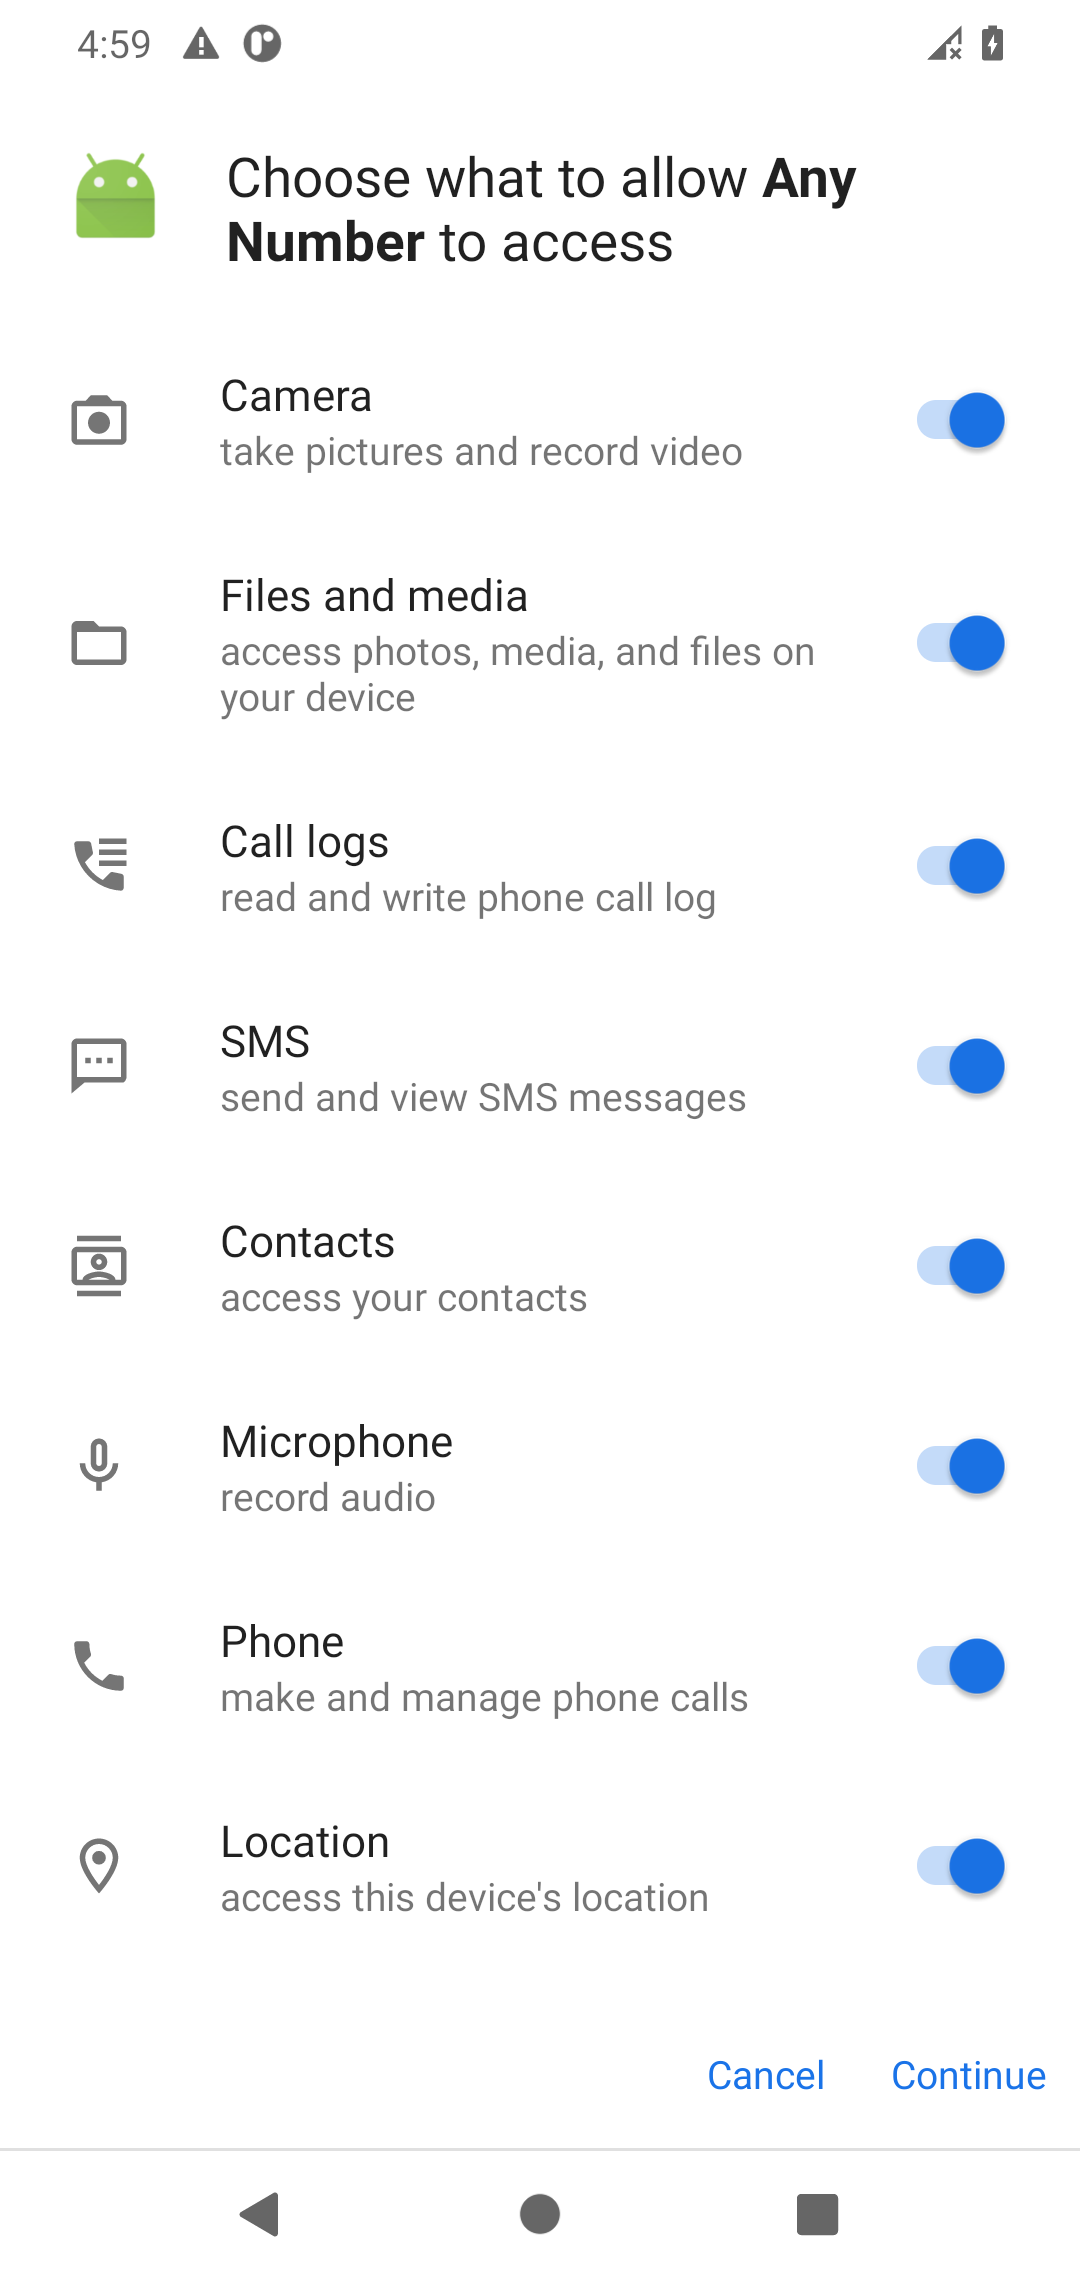 4:59
Choose what to allow Any
Number to access
Camera
take pictures and record video
Files and media
access photos, media, and files on
your device
Call logs
read and write phone call log
SMS
send and view SMS messages
Contacts
access your contacts
Microphone
record audio
Phone
make and manage phone calls
Location
access this device's location
Cancel Continue